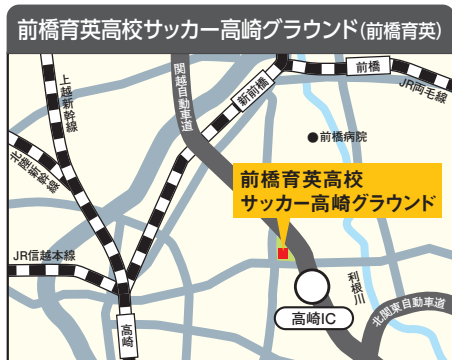 前橋育英高校サッカー高崎グラウンド(前橋育英)
上越新幹線
関越自動車道
新前橋
前橋
JR両毛線
北陸新幹線
●前橋病院
前橋育英高校
サッカー高崎グラウンド
JR信越本線
利根川
高崎IC
高崎
北関東自動車道